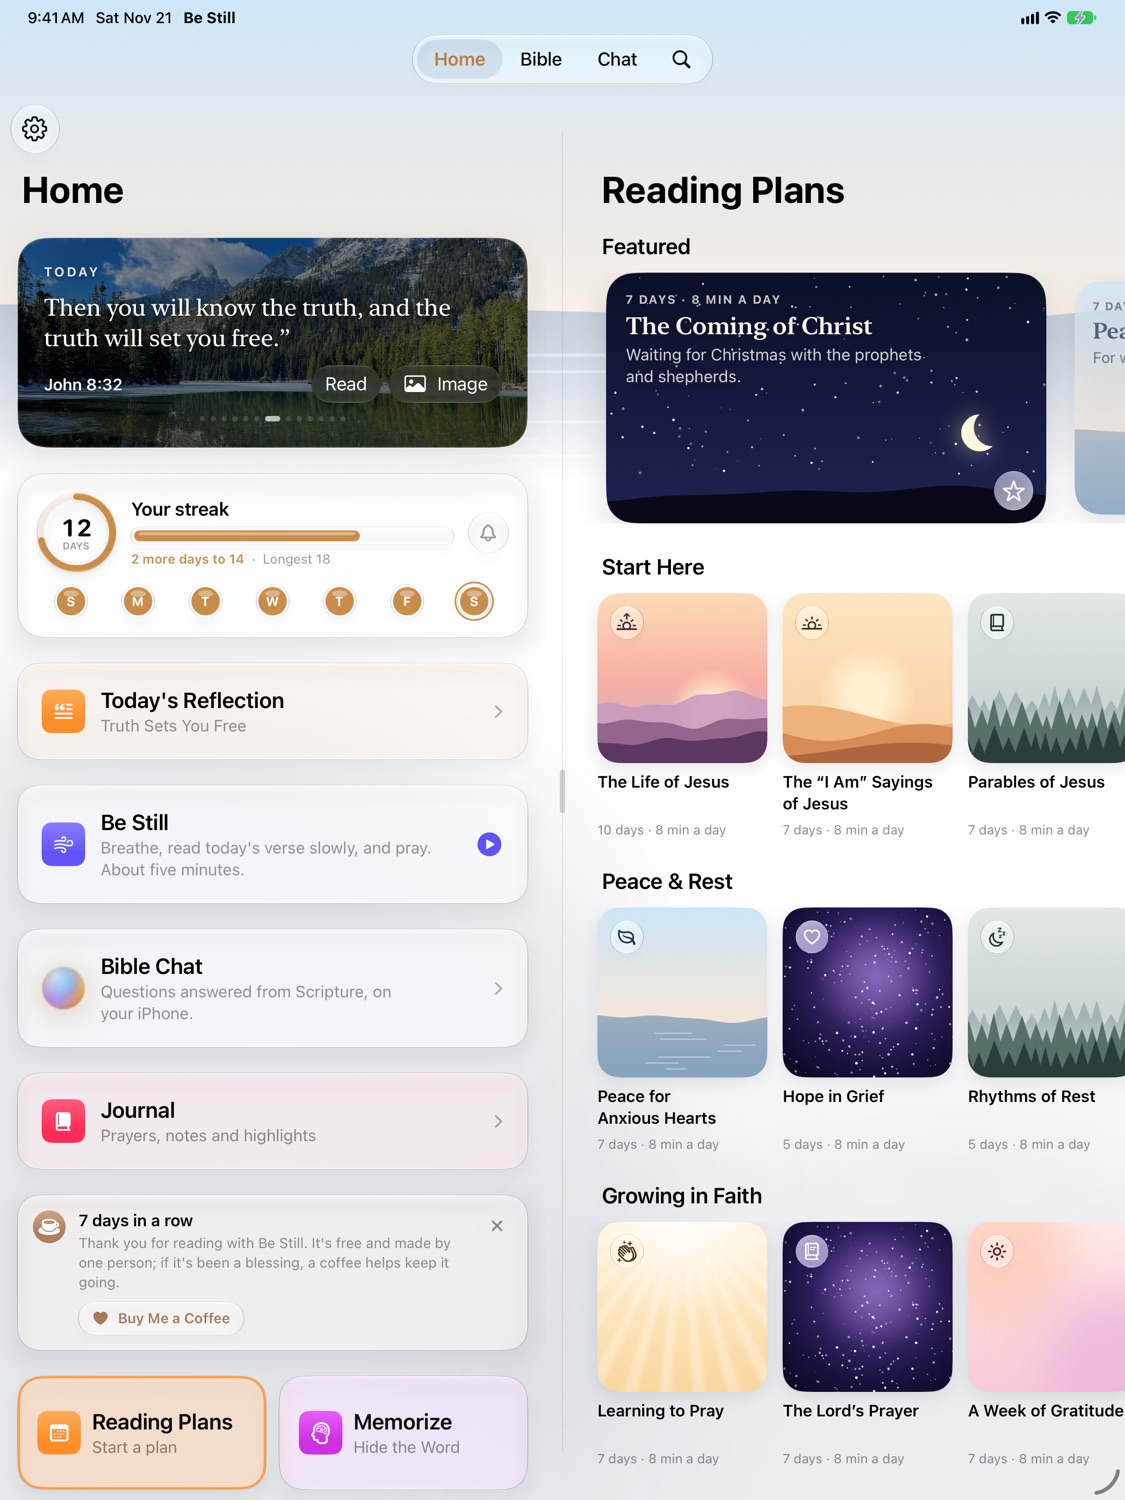 9:41 AM Sat Nov 21 Be Still
Home Bible Chat
Home
TODAY
Then you will know the truth, and the
truth will set you free.”
John 8:32
Read
Image
12
DAYS
Your streak
2 more days to 14 · Longest 18
S M T W T F S
Today's Reflection
Truth Sets You Free
Be Still
Breathe, read today's verse slowly, and pray.
About five minutes.
Bible Chat
Questions answered from Scripture, on
your iPhone.
Journal
Prayers, notes and highlights
7 days in a row
Thank you for reading with Be Still. It's free and made by
one person; if it's been a blessing, a coffee helps keep it
going.
Buy Me a Coffee
Reading Plans
Start a plan
Memorize
Hide the Word
Reading Plans
Featured
7 DAYS · 8 MIN A DAY
The Coming of Christ
Waiting for Christmas with the prophets
and shepherds.
7 DA
Pea
For
Start Here
The Life of Jesus
10 days · 8 min a day
The “I Am” Sayings
of Jesus
7 days · 8 min a day
Parables of Jesus
7 days · 8 min a day
Peace & Rest
Peace for
Anxious Hearts
7 days · 8 min a day
Hope in Grief
5 days · 8 min a day
Rhythms of Rest
5 days · 8 min a day
Growing in Faith
Learning to Pray
7 days · 8 min a day
The Lord’s Prayer
7 days · 8 min a day
A Week of Gratitude
7 days · 8 min a day